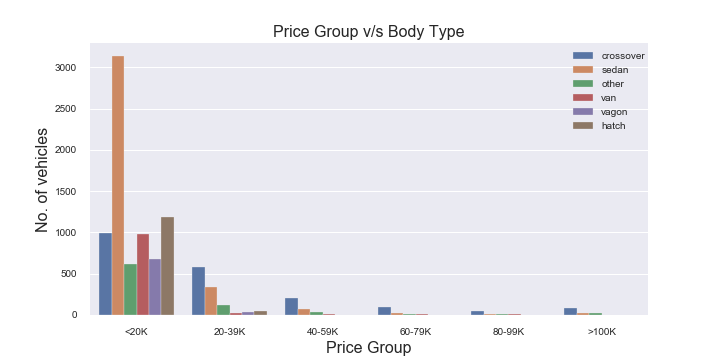 Price Group v/s Body Type
crossover
sedan
other
van
vagon
hatch
No. of vehicles
3000
2500
2000
1500
1000
500
0
<20K
20-39K
40-59K
60-79K
80-99K
>100K
Price Group